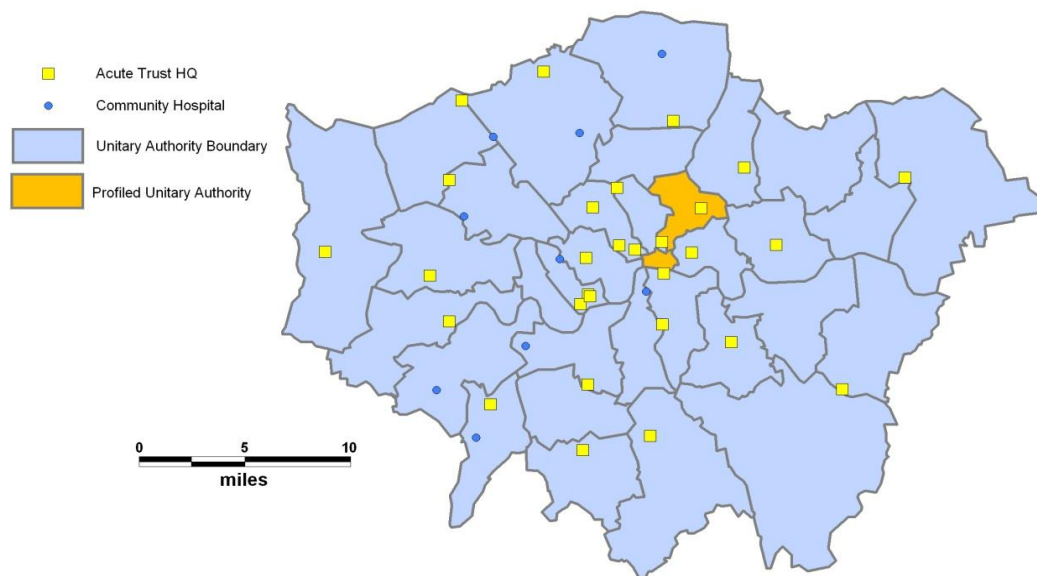 Acute Trust HQ
Community Hospital
Unitary Authority Boundary
Profiled Unitary Authority
0 5 10
miles